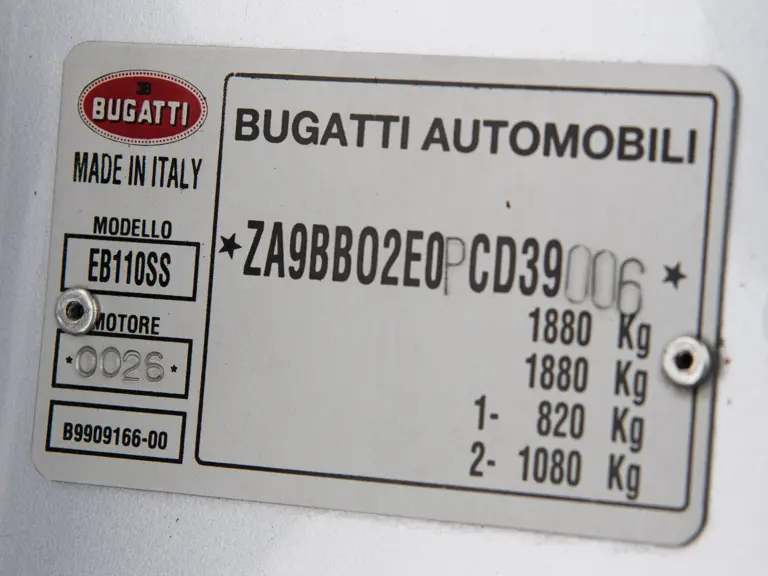 BUGATTI
MADE IN ITALY
MODELLO
EB110SS
MOTORE
*0026*
B9909166-00
BUGATTI AUTOMOBILI
★ZA9BB02E0PCD39006★
1880 Kg
1880 Kg
1- 820 Kg
2- 1080 Kg